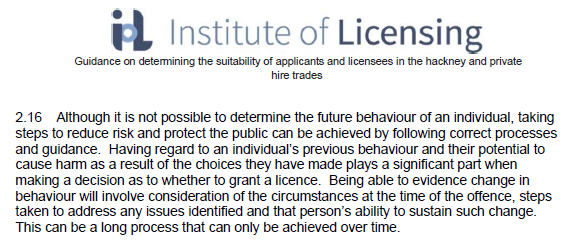 iol Institute of Licensing
Guidance on determining the suitability of applicants and licensees in the hackney and private
hire trades
2.16 Although it is not possible to determine the future behaviour of an individual, taking
steps to reduce risk and protect the public can be achieved by following correct processes
and guidance. Having regard to an individual's previous behaviour and their potential to
cause harm as a result of the choices they have made plays a significant part when
making a decision as to whether to grant a licence. Being able to evidence change in
behaviour will involve consideration of the circumstances at the time of the offence, steps
taken to address any issues identified and that person's ability to sustain such change.
This can be a long process that can only be achieved over time.